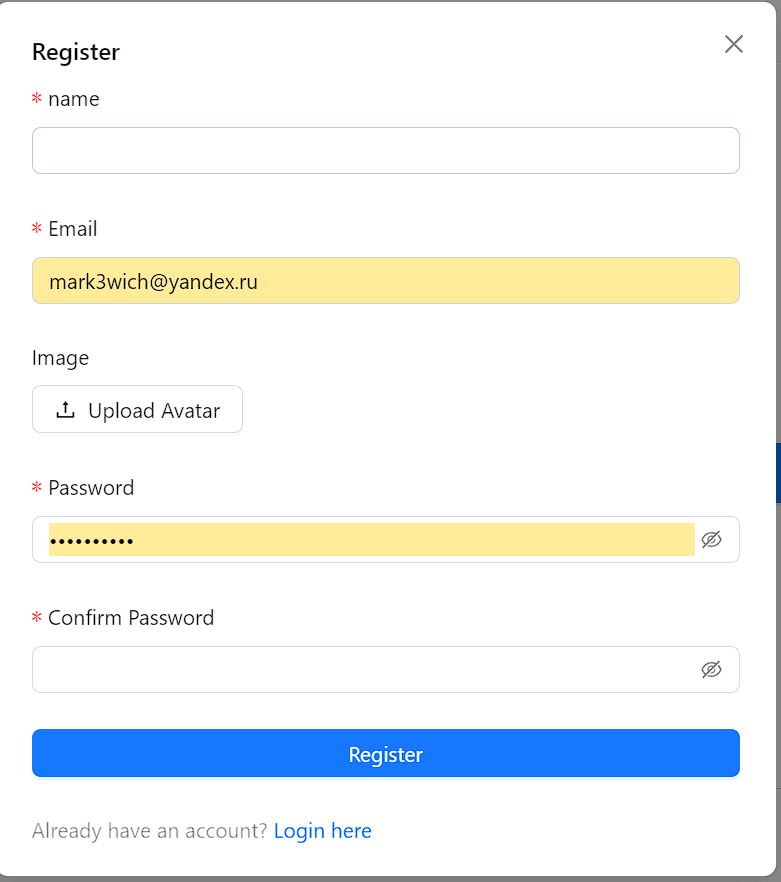 Register
* name
* Email
mark3wich@yandex.ru
Image
Upload Avatar
* Password
••••••••••
* Confirm Password
Register
Already have an account? Login here